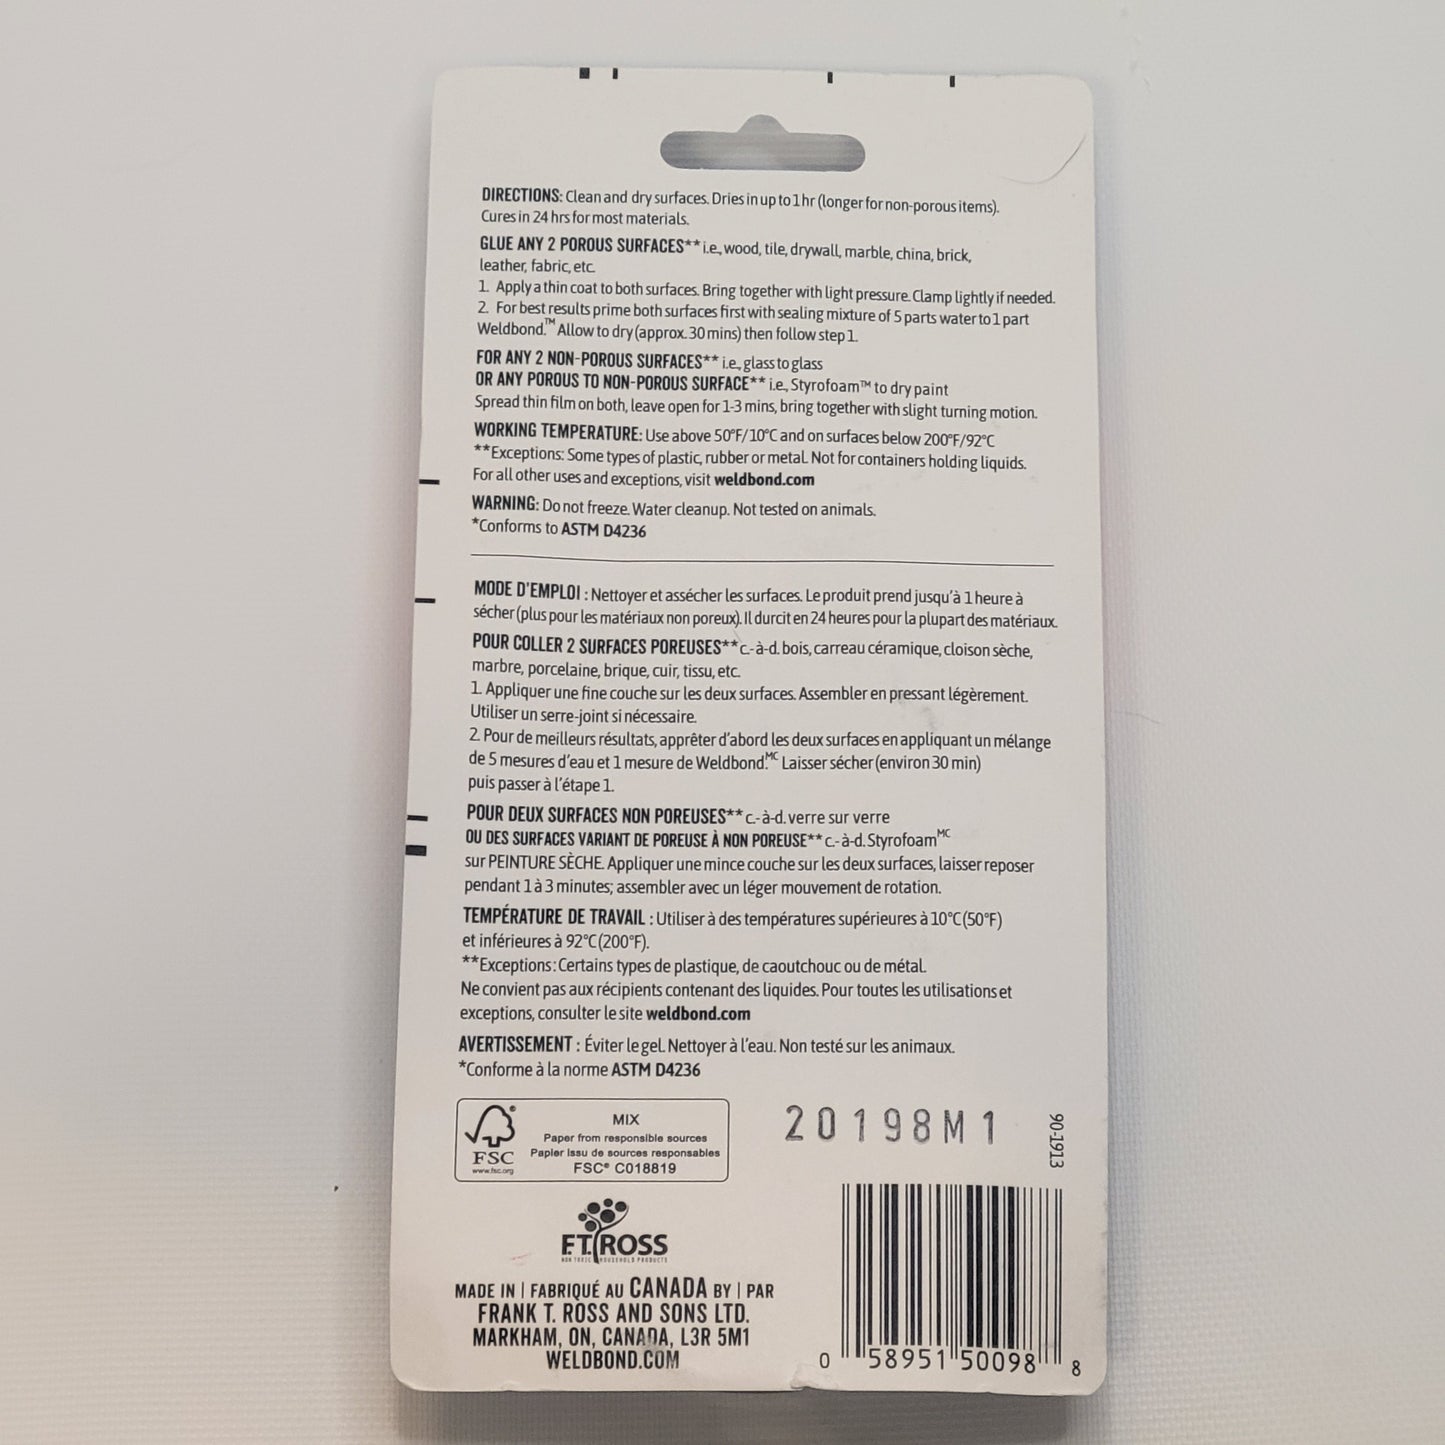 DIRECTIONS: Clean and dry surfaces. Dries in up to 1 hr (longer for non-porous items).
Cures in 24 hrs for most materials.
GLUE ANY 2 POROUS SURFACES** i.e., wood, tile, drywall, marble, china, brick,
leather, fabric, etc.
1. Apply a thin coat to both surfaces. Bring together with light pressure. Clamp lightly if needed.
2. For best results prime both surfaces first with sealing mixture of 5 parts water to 1 part
Weldbond.™ Allow to dry (approx. 30 mins) then follow step 1.
FOR ANY 2 NON-POROUS SURFACES** i.e., glass to glass
OR ANY POROUS TO NON-POROUS SURFACE** i.e., Styrofoam™ to dry paint
Spread thin film on both, leave open for 1-3 mins, bring together with slight turning motion.
WORKING TEMPERATURE: Use above 50°F/10°C and on surfaces below 200°F/92°C
**Exceptions: Some types of plastic, rubber or metal. Not for containers holding liquids.
For all other uses and exceptions, visit weldbond.com
WARNING: Do not freeze. Water cleanup. Not tested on animals.
*Conforms to ASTM D4236
MODE D'EMPLOI : Nettoyer et assécher les surfaces. Le produit prend jusqu'à 1 heure à
sécher (plus pour les matériaux non poreux). Il durcit en 24 heures pour la plupart des matériaux.
POUR COLLER 2 SURFACES POREUSES** c.-à-d. bois, carreau céramique, cloison sèche,
marbre, porcelaine, brique, cuir, tissu, etc.
1. Appliquer une fine couche sur les deux surfaces. Assembler en pressant légèrement.
Utiliser un serre-joint si nécessaire.
2. Pour de meilleurs résultats, apprêter d'abord les deux surfaces en appliquant un mélange
de 5 mesures d'eau et 1 mesure de Weldbond.MC Laisser sécher (environ 30 min)
puis passer à l'étape 1.
POUR DEUX SURFACES NON POREUSES** c.-à-d. verre sur verre
OU DES SURFACES VARIANT DE POREUSE À NON POREUSE** c.-à-d. StyrofoamMC
sur PEINTURE SÈCHE. Appliquer une mince couche sur les deux surfaces, laisser reposer
pendant 1 à 3 minutes; assembler avec un léger mouvement de rotation.
TEMPÉRATURE DE TRAVAIL : Utiliser à des températures supérieures à 10°C (50°F)
et inférieures à 92°C (200°F).
**Exceptions: Certains types de plastique, de caoutchouc ou de métal.
Ne convient pas aux récipients contenant des liquides. Pour toutes les utilisations et
exceptions, consulter le site weldbond.com
AVERTISSEMENT : Éviter le gel. Nettoyer à l'eau. Non testé sur les animaux.
*Conforme à la norme ASTM D4236
FSC
www.fsc.org
MIX
Paper from responsible sources
Papier issu de sources responsables
FSC® C018819
20198M1
90-1913
F.T. ROSS
NON TOXIC HOUSEHOLD PRODUCTS
MADE IN | FABRIQUÉ AU CANADA BY | PAR
FRANK T. ROSS AND SONS LTD.
MARKHAM, ON, CANADA, L3R 5M1
WELDBOND.COM
0 58951 50098 8